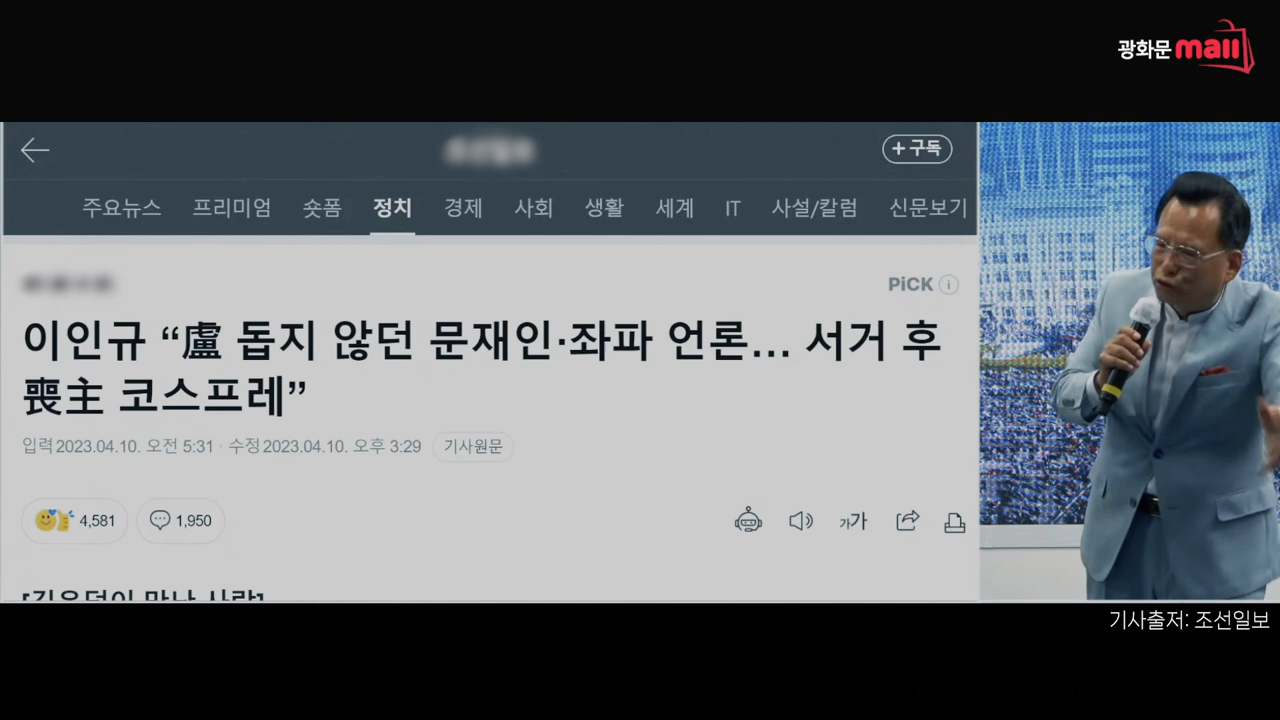 광화문 mall
+ 구독
주요뉴스 프리미엄 숏폼 정치 경제 사회 생활 세계 IT 사설/칼럼 신문보기
PiCK
이인규 “盧 돕지 않던 문재인·좌파 언론… 서거 후
喪主 코스프레”
입력 2023.04.10. 오전 5:31 · 수정 2023.04.10. 오후 3:29 기사원문
4,581 1,950 가가
기사출저: 조선일보